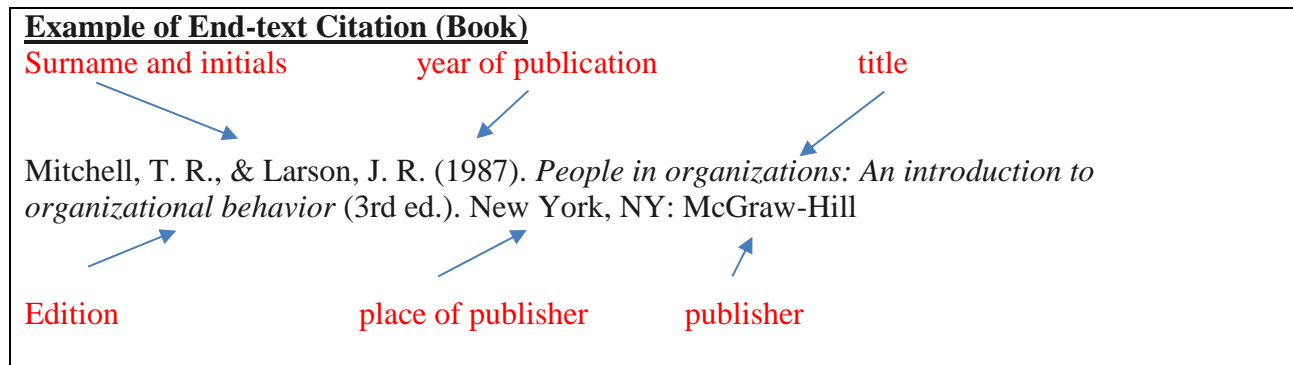 Example of End-text Citation (Book)
Surname and initials year of publication title
Mitchell, T. R., & Larson, J. R. (1987). People in organizations: An introduction to
organizational behavior (3rd ed.). New York, NY: McGraw-Hill
Edition place of publisher publisher